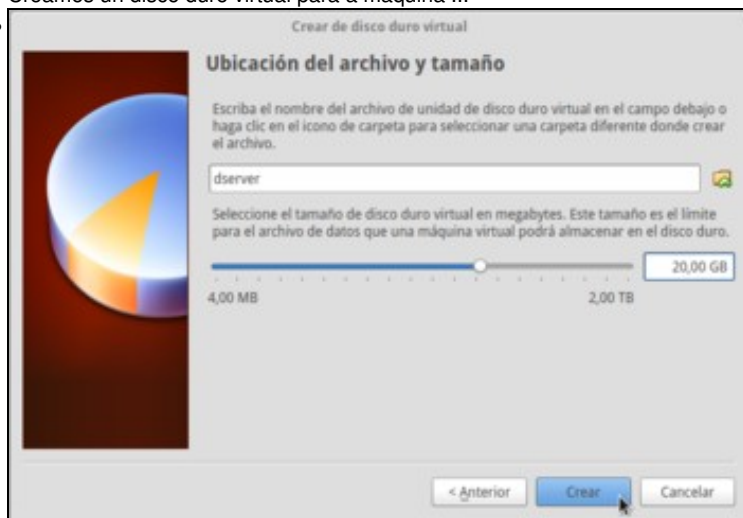 Creamos un disco duro virtual para a máquina ...
Crear de disco duro virtual
Ubicación del archivo y tamaño
Escriba el nombre del archivo de unidad de disco duro virtual en el campo debajo o
haga clic en el icono de carpeta para seleccionar una carpeta diferente donde crear
el archivo.
dserver
Seleccione el tamaño de disco duro virtual en megabytes. Este tamaño es el límite
para el archivo de datos que una máquina virtual podrá almacenar en el disco duro.
20,00 GB
4,00 MB 2,00 TB
< Anterior Crear Cancelar